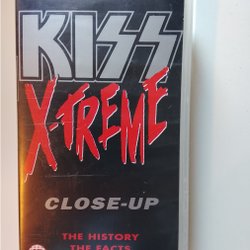 KISS
X-TREME
CLOSE-UP
THE HISTORY
THE FACTS